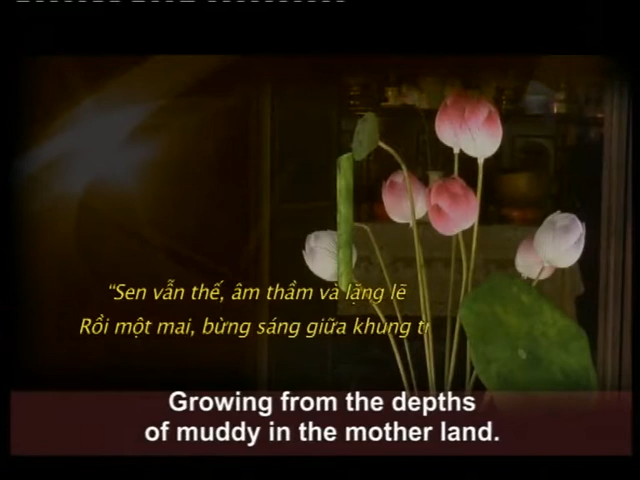 “Sen vẫn thế, âm thầm và lặng lẽ
Rồi một mai, bừng sáng giữa khung
Growing from the depths
of muddy in the mother land.